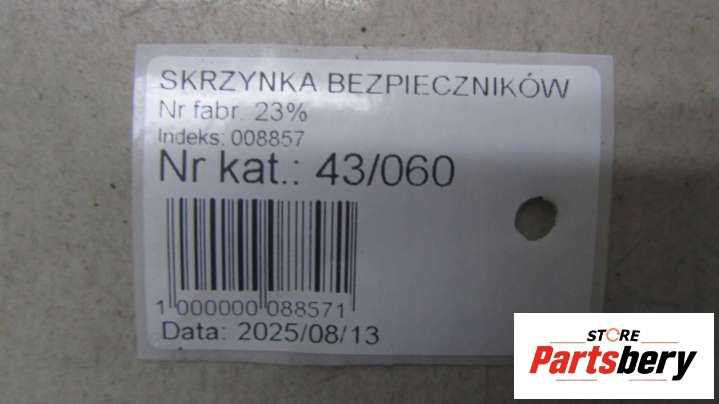 SKRZYNKA BEZPIECZNIKÓW
Nr fabr. 23%
Indeks: 008857
Nr kat.: 43/060
1 000000 088571
Data: 2025/08/13
STORE
Partsbery